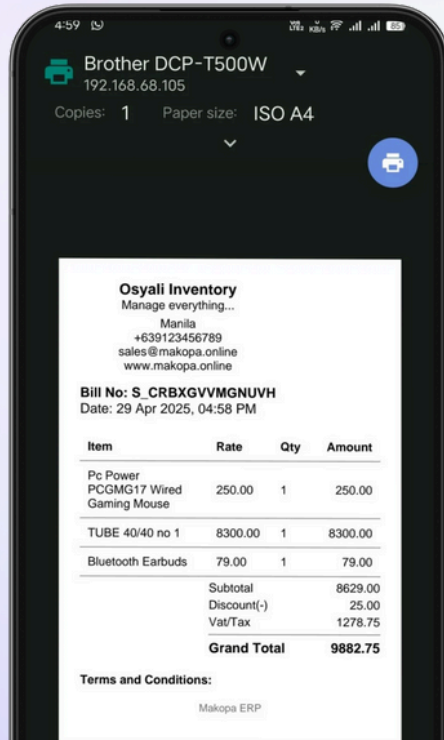 4:59
85
Brother DCP-T500W
192.168.68.105
Copies: 1 Paper size: ISO A4
Osyali Inventory
Manage everything...
Manila
+639123456789
sales@makopa.online
www.makopa.online
Bill No: S_CRBXGVVMGNUVH
Date: 29 Apr 2025, 04:58 PM
Item Rate Qty Amount
Pc Power
PCGMG17 Wired 250.00 1 250.00
Gaming Mouse
TUBE 40/40 no 1 8300.00 1 8300.00
Bluetooth Earbuds 79.00 1 79.00
Subtotal 8629.00
Discount(-) 25.00
Vat/Tax 1278.75
Grand Total 9882.75
Terms and Conditions:
Makopa ERP